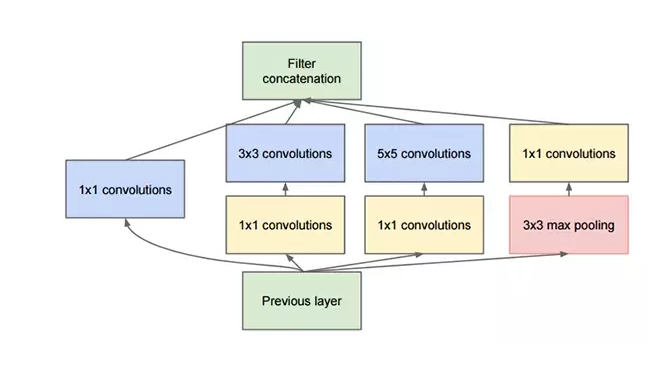 Filter
concatenation
3x3 convolutions
5x5 convolutions
1x1 convolutions
1x1 convolutions
1x1 convolutions
1x1 convolutions
3x3 max pooling
Previous layer